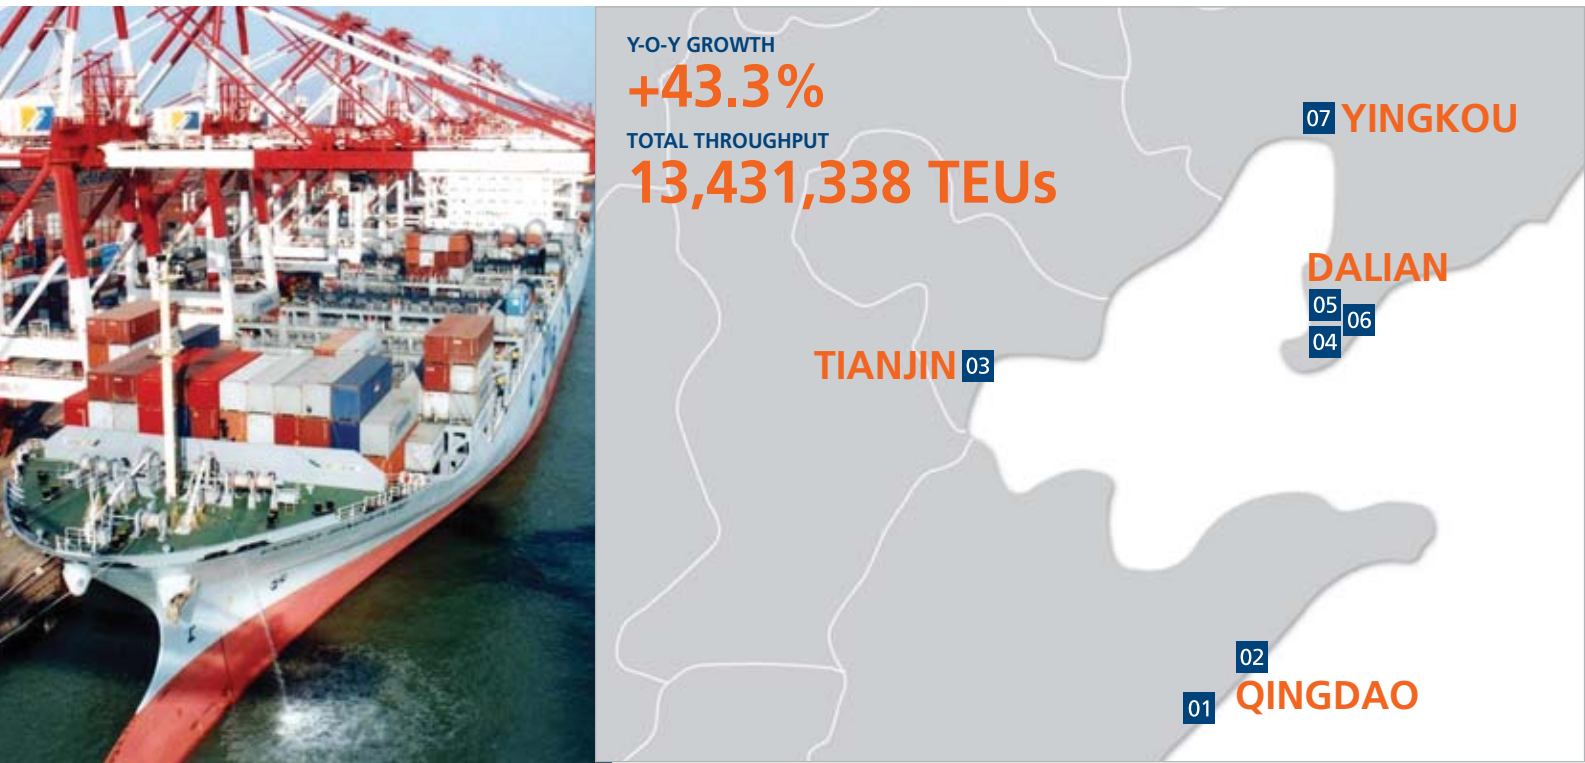 Y-O-Y GROWTH
+43.3%
TOTAL THROUGHPUT
13,431,338 TEUs
07 YINGKOU
DALIAN
05
06
04
TIANJIN 03
02
QINGDAO
01